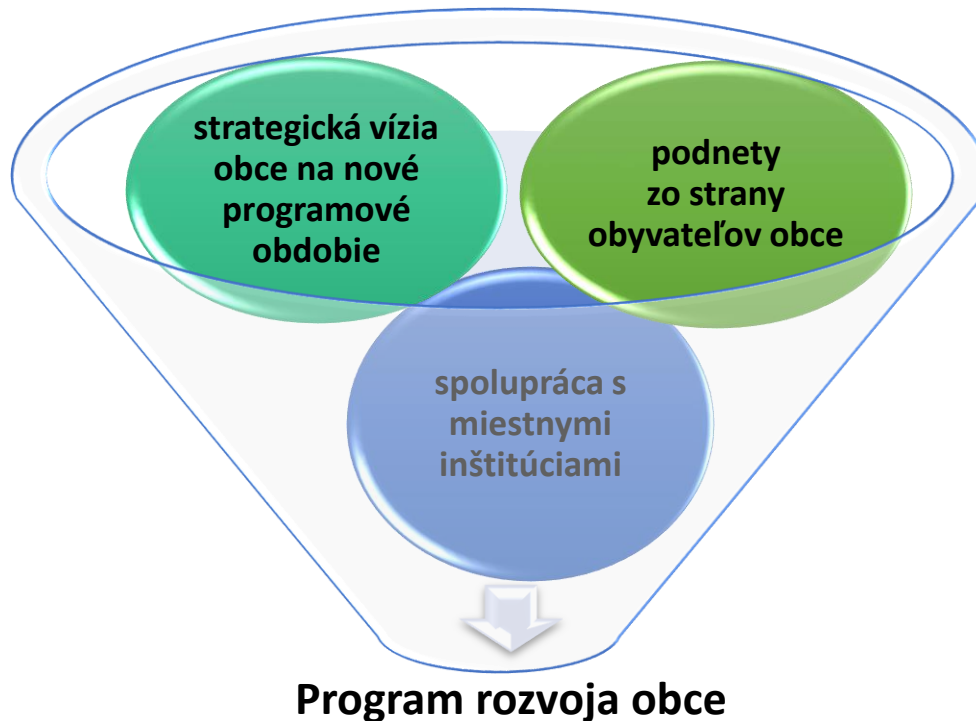 strategická vízia
obce na nové
programové
obdobie
podnety
zo strany
obyvateľov obce
spolupráca s
miestnymi
inštitúciami
Program rozvoja obce